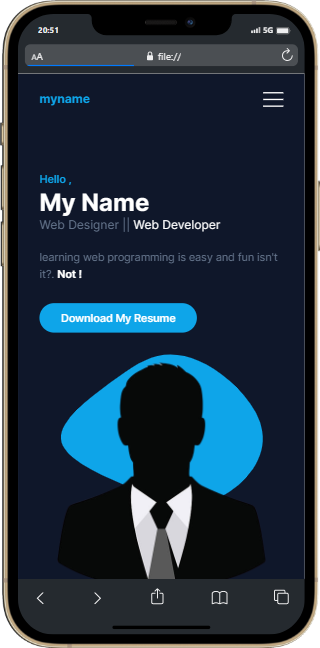 20:51
5G
AA
file://
myname
Hello ,
My Name
Web Designer || Web Developer
learning web programming is easy and fun isn't
it?. Not !
Download My Resume